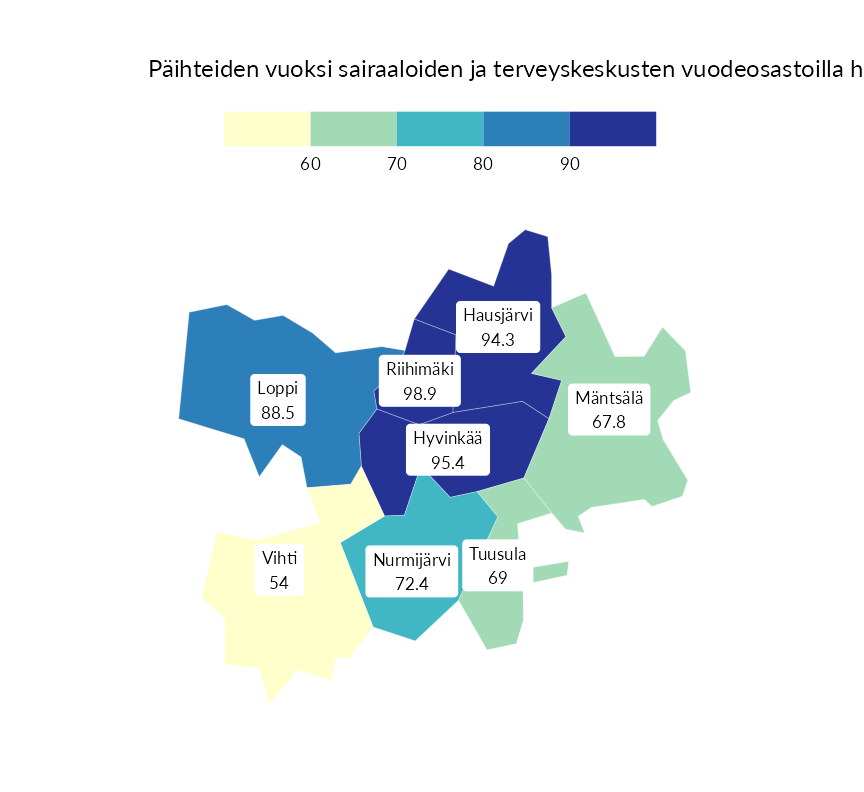 Päihteiden vuoksi sairaaloiden ja terveyskeskusten vuodeosastoilla h
60 70 80 90
Hausjärvi
94.3
Riihimäki
98.9
Loppi
88.5
Mäntsälä
67.8
Hyvinkää
95.4
Vihti
54
Nurmijärvi
72.4
Tuusula
69